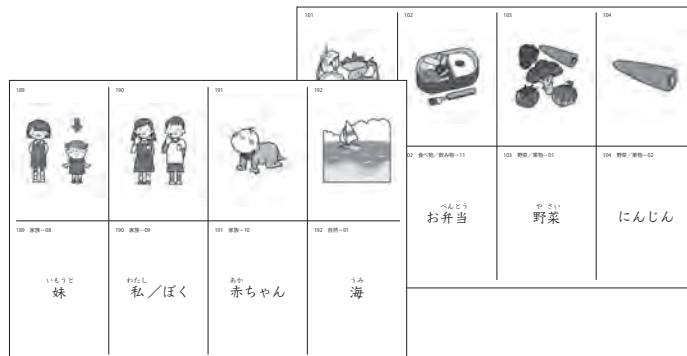 101 102 103 104
02 食べ物/飲み物−11 103 野菜/果物−01 104 野菜/果物−02
べんとう やさい
お弁当 野菜 にんじん
189 190 191 192
189 家族−08 190 家族−09 191 家族−10 192 自然−01
いもうと わたし あか うみ
妹 私/ぼく 赤ちゃん 海